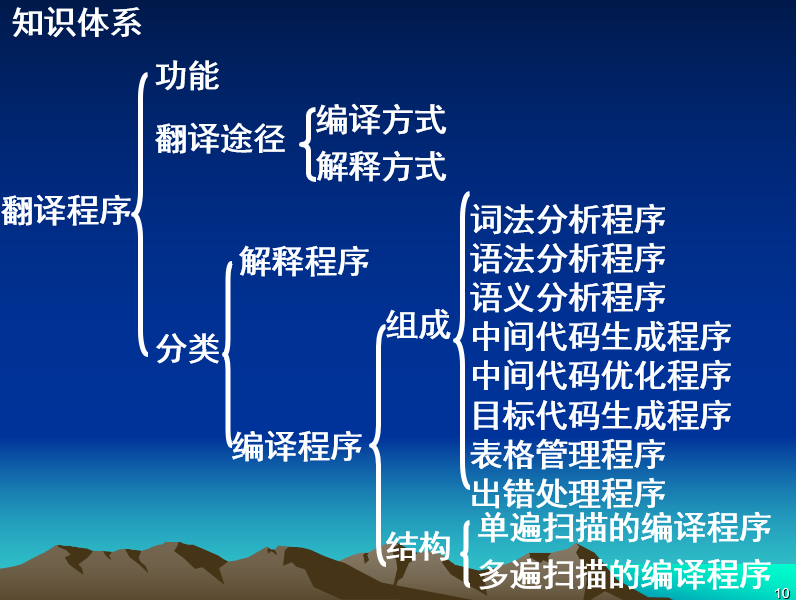 知识体系
功能
翻译途径
编译方式
解释方式
翻译程序
分类
解释程序
编译程序
组成
词法分析程序
语法分析程序
语义分析程序
中间代码生成程序
中间代码优化程序
目标代码生成程序
表格管理程序
出错处理程序
结构
单遍扫描的编译程序
多遍扫描的编译程序
10